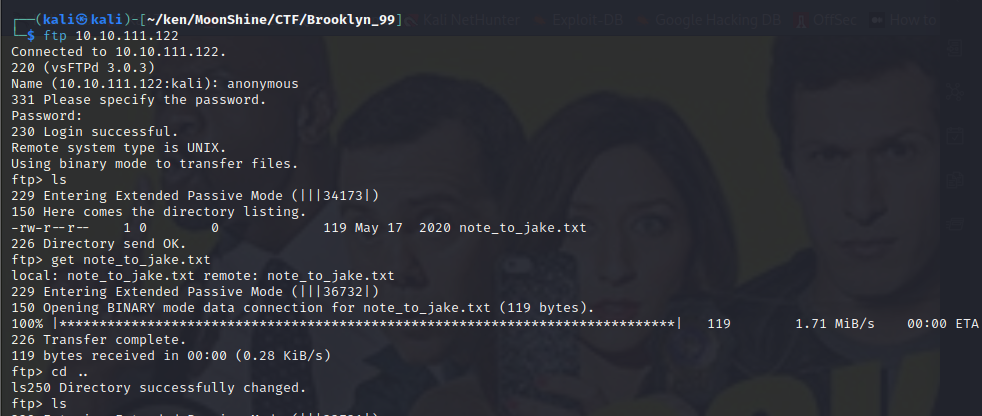 Kali NetHunter Exploit-DB Google Hacking DB OffSec How to
┌──(kali㉿kali)-[~/ken/MoonShine/CTF/Brooklyn_99]
└─$ ftp 10.10.111.122
Connected to 10.10.111.122.
220 (vsFTPd 3.0.3)
Name (10.10.111.122:kali): anonymous
331 Please specify the password.
Password:
230 Login successful.
Remote system type is UNIX.
Using binary mode to transfer files.
ftp> ls
229 Entering Extended Passive Mode (|||34173|)
150 Here comes the directory listing.
-rw-r--r--    1 0        0             119 May 17  2020 note_to_jake.txt
226 Directory send OK.
ftp> get note_to_jake.txt
local: note_to_jake.txt remote: note_to_jake.txt
229 Entering Extended Passive Mode (|||36732|)
150 Opening BINARY mode data connection for note_to_jake.txt (119 bytes).
100% |*****************************************************************************|   119        1.71 MiB/s    00:00 ETA
226 Transfer complete.
119 bytes received in 00:00 (0.28 KiB/s)
ftp> cd ..
ls250 Directory successfully changed.
ftp> ls